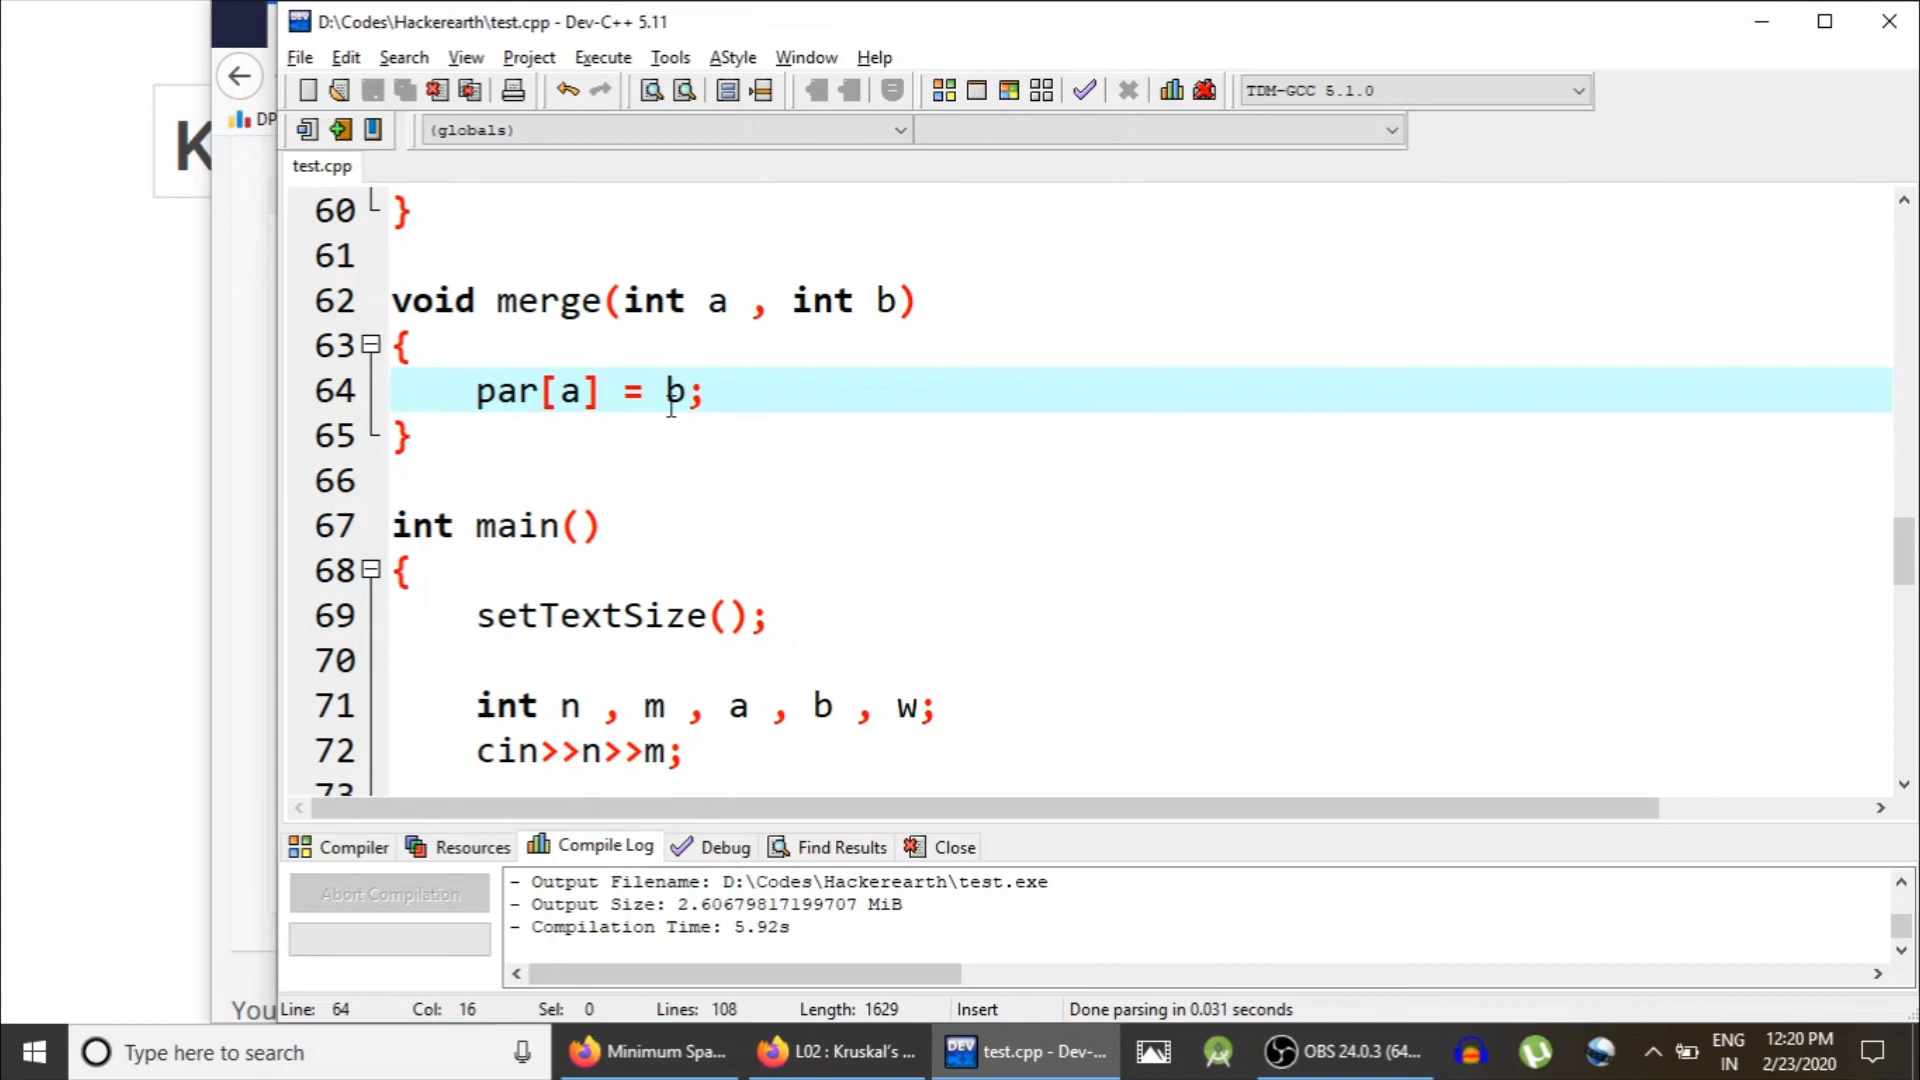 D:\Codes\Hackerearth\test.cpp - Dev-C++ 5.11
File Edit Search View Project Execute Tools AStyle Window Help
TDM-GCC 5.1.0
DP
(globals)
K
test.cpp
60 }
61
62 void merge(int a , int b)
63 {
64 par[a] = b;
65 }
66
67 int main()
68 {
69 setTextSize();
70
71 int n , m , a , b , w;
72 cin>>n>>m;
73
Compiler Resources Compile Log Debug Find Results Close
Abort Compilation
- Output Filename: D:\Codes\Hackerearth\test.exe
- Output Size: 2.60679817199707 MiB
- Compilation Time: 5.92s
You
Line: 64 Col: 16 Sel: 0 Lines: 108 Length: 1629 Insert Done parsing in 0.031 seconds
Type here to search
Minimum Spa...
L02 : Kruskal's ...
DEV
test.cpp - Dev-...
OBS 24.0.3 (64...
ENG
IN
12:20 PM
2/23/2020